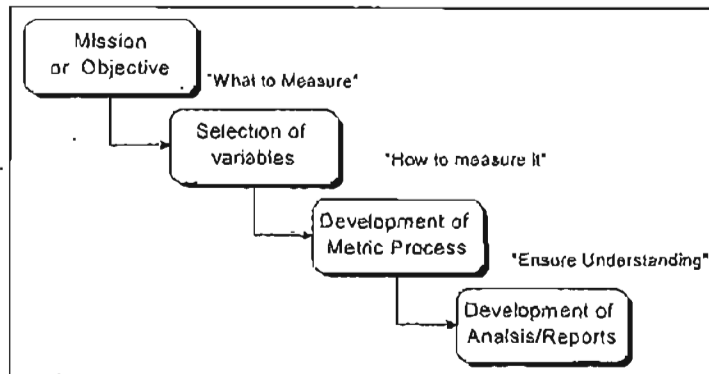 Mission
or Objective
"What to Measure"
Selection of
variables
"How to measure it"
Development of
Metric Process
"Ensure Understanding"
Development of
Analsis/Reports